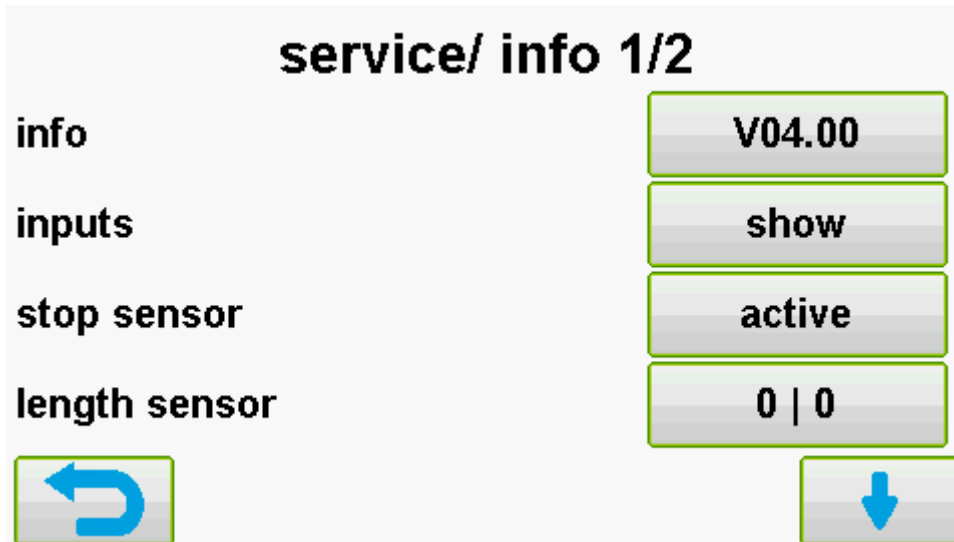 service/ info 1/2
info V04.00
inputs show
stop sensor active
length sensor 0 | 0